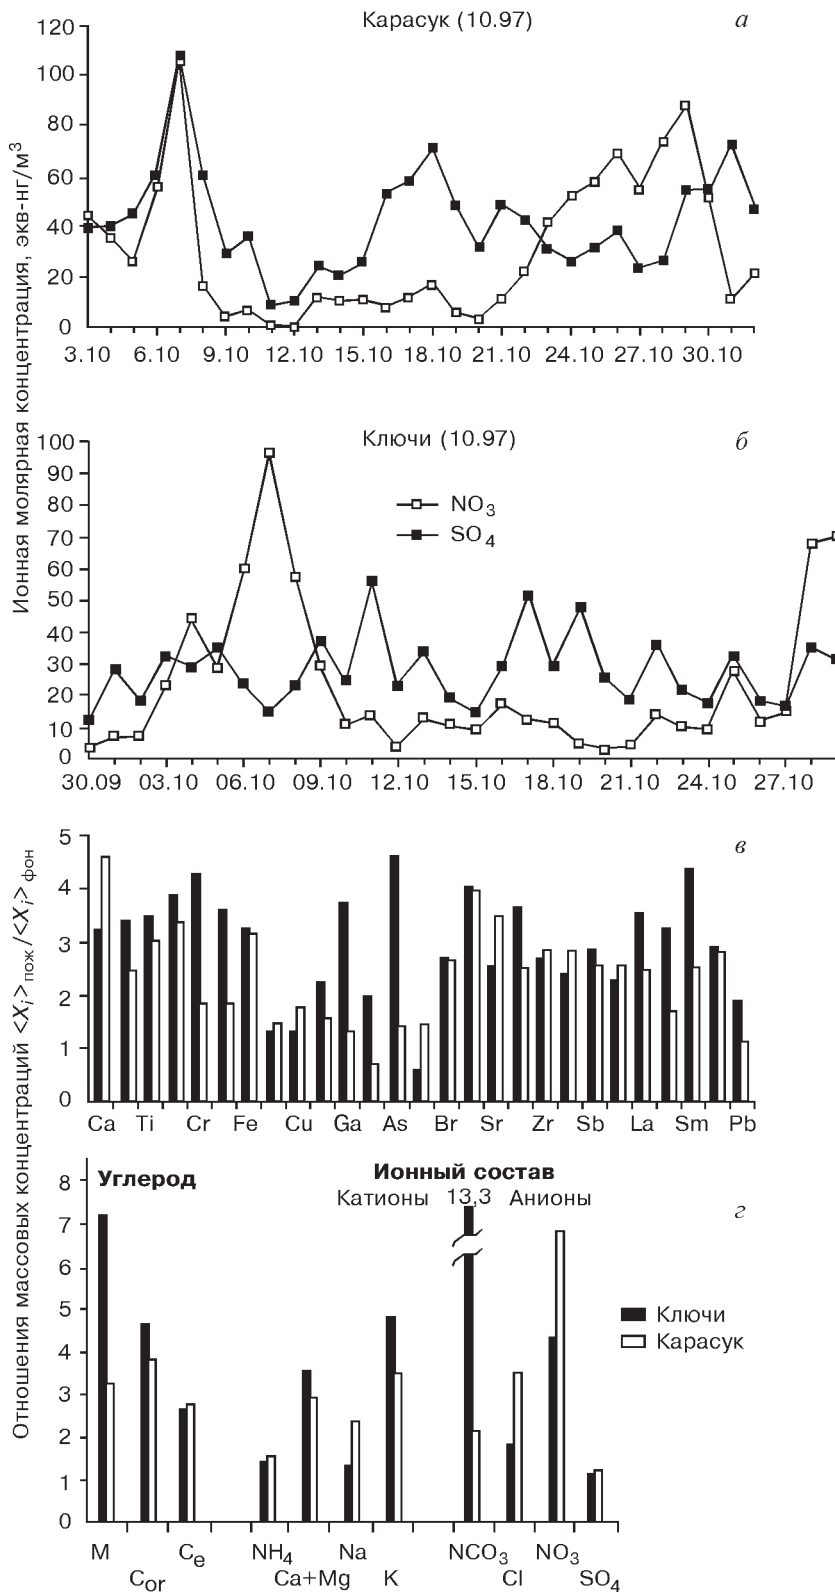 Карасук (10.97) а
Ионная молярная концентрация, экв-нг/м³
120
100
80
60
40
20
0
3.10 6.10 9.10 12.10 15.10 18.10 21.10 24.10 27.10 30.10
Ключи (10.97) б
100
90
80
70
60
50
40
30
20
10
0
NO₃
SO₄
30.09 03.10 06.10 09.10 12.10 15.10 18.10 21.10 24.10 27.10
в
Отношения массовых концентраций <Xᵢ>пож/<Xᵢ>фон
5
4
3
2
1
0
Ca Ti Cr Fe Cu Ga As Br Sr Zr Sb La Sm Pb
Углерод Ионный состав
Катионы 13,3 Анионы г
8
7
6
5
4
3
2
1
0
Ключи
Карасук
M Cₑ NH₄ Na NCO₃ NO₃
Cor Ca+Mg K Cl SO₄